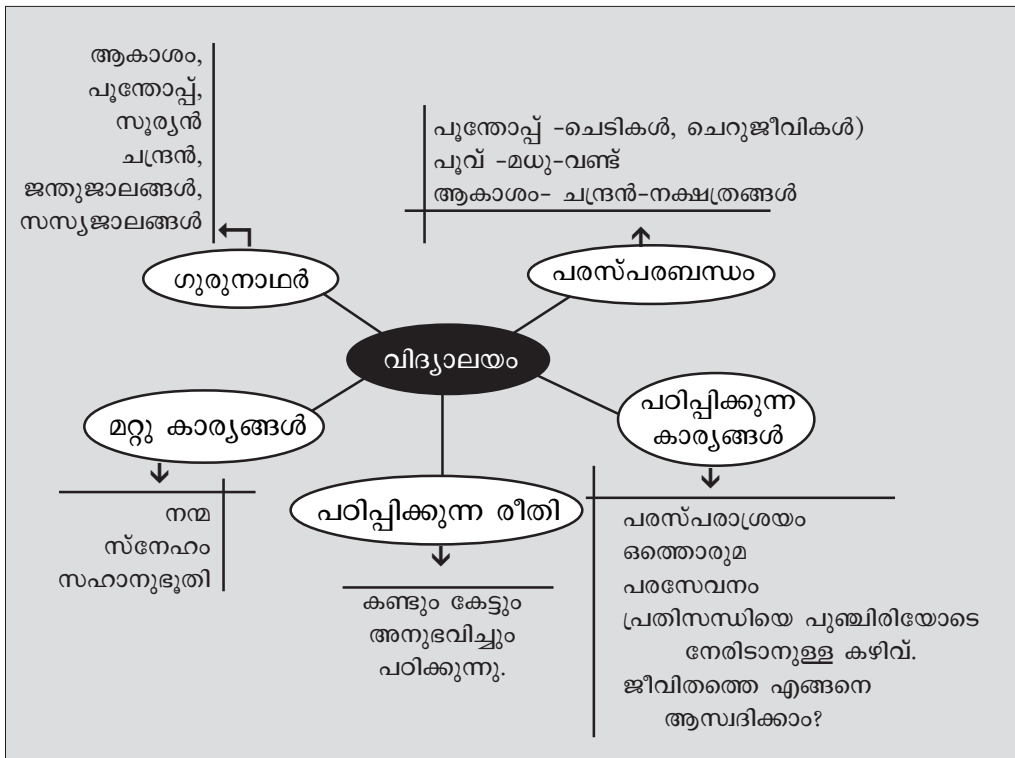 ആകാശം,
പൂന്തോപ്പ്,
സൂര്യൻ
ചന്ദ്രൻ,
ജന്തുജാലങ്ങൾ,
സസ്യജാലങ്ങൾ
ഗുരുനാഥർ
പൂന്തോപ്പ് -ചെടികൾ, ചെറുജീവികൾ)
പൂവ് -മധു-വണ്ട്
ആകാശം- ചന്ദ്രൻ-നക്ഷത്രങ്ങൾ
പരസ്പരബന്ധം
വിദ്യാലയം
മറ്റു കാര്യങ്ങൾ
നന്മ
സ്നേഹം
സഹാനുഭൂതി
പഠിപ്പിക്കുന്ന രീതി
കണ്ടും കേട്ടും
അനുഭവിച്ചും
പഠിക്കുന്നു.
പഠിപ്പിക്കുന്ന
കാര്യങ്ങൾ
പരസ്പരാശ്രയം
ഒത്തൊരുമ
പരസേവനം
പ്രതിസന്ധിയെ പുഞ്ചിരിയോടെ
നേരിടാനുള്ള കഴിവ്.
ജീവിതത്തെ എങ്ങനെ
ആസ്വദിക്കാം?